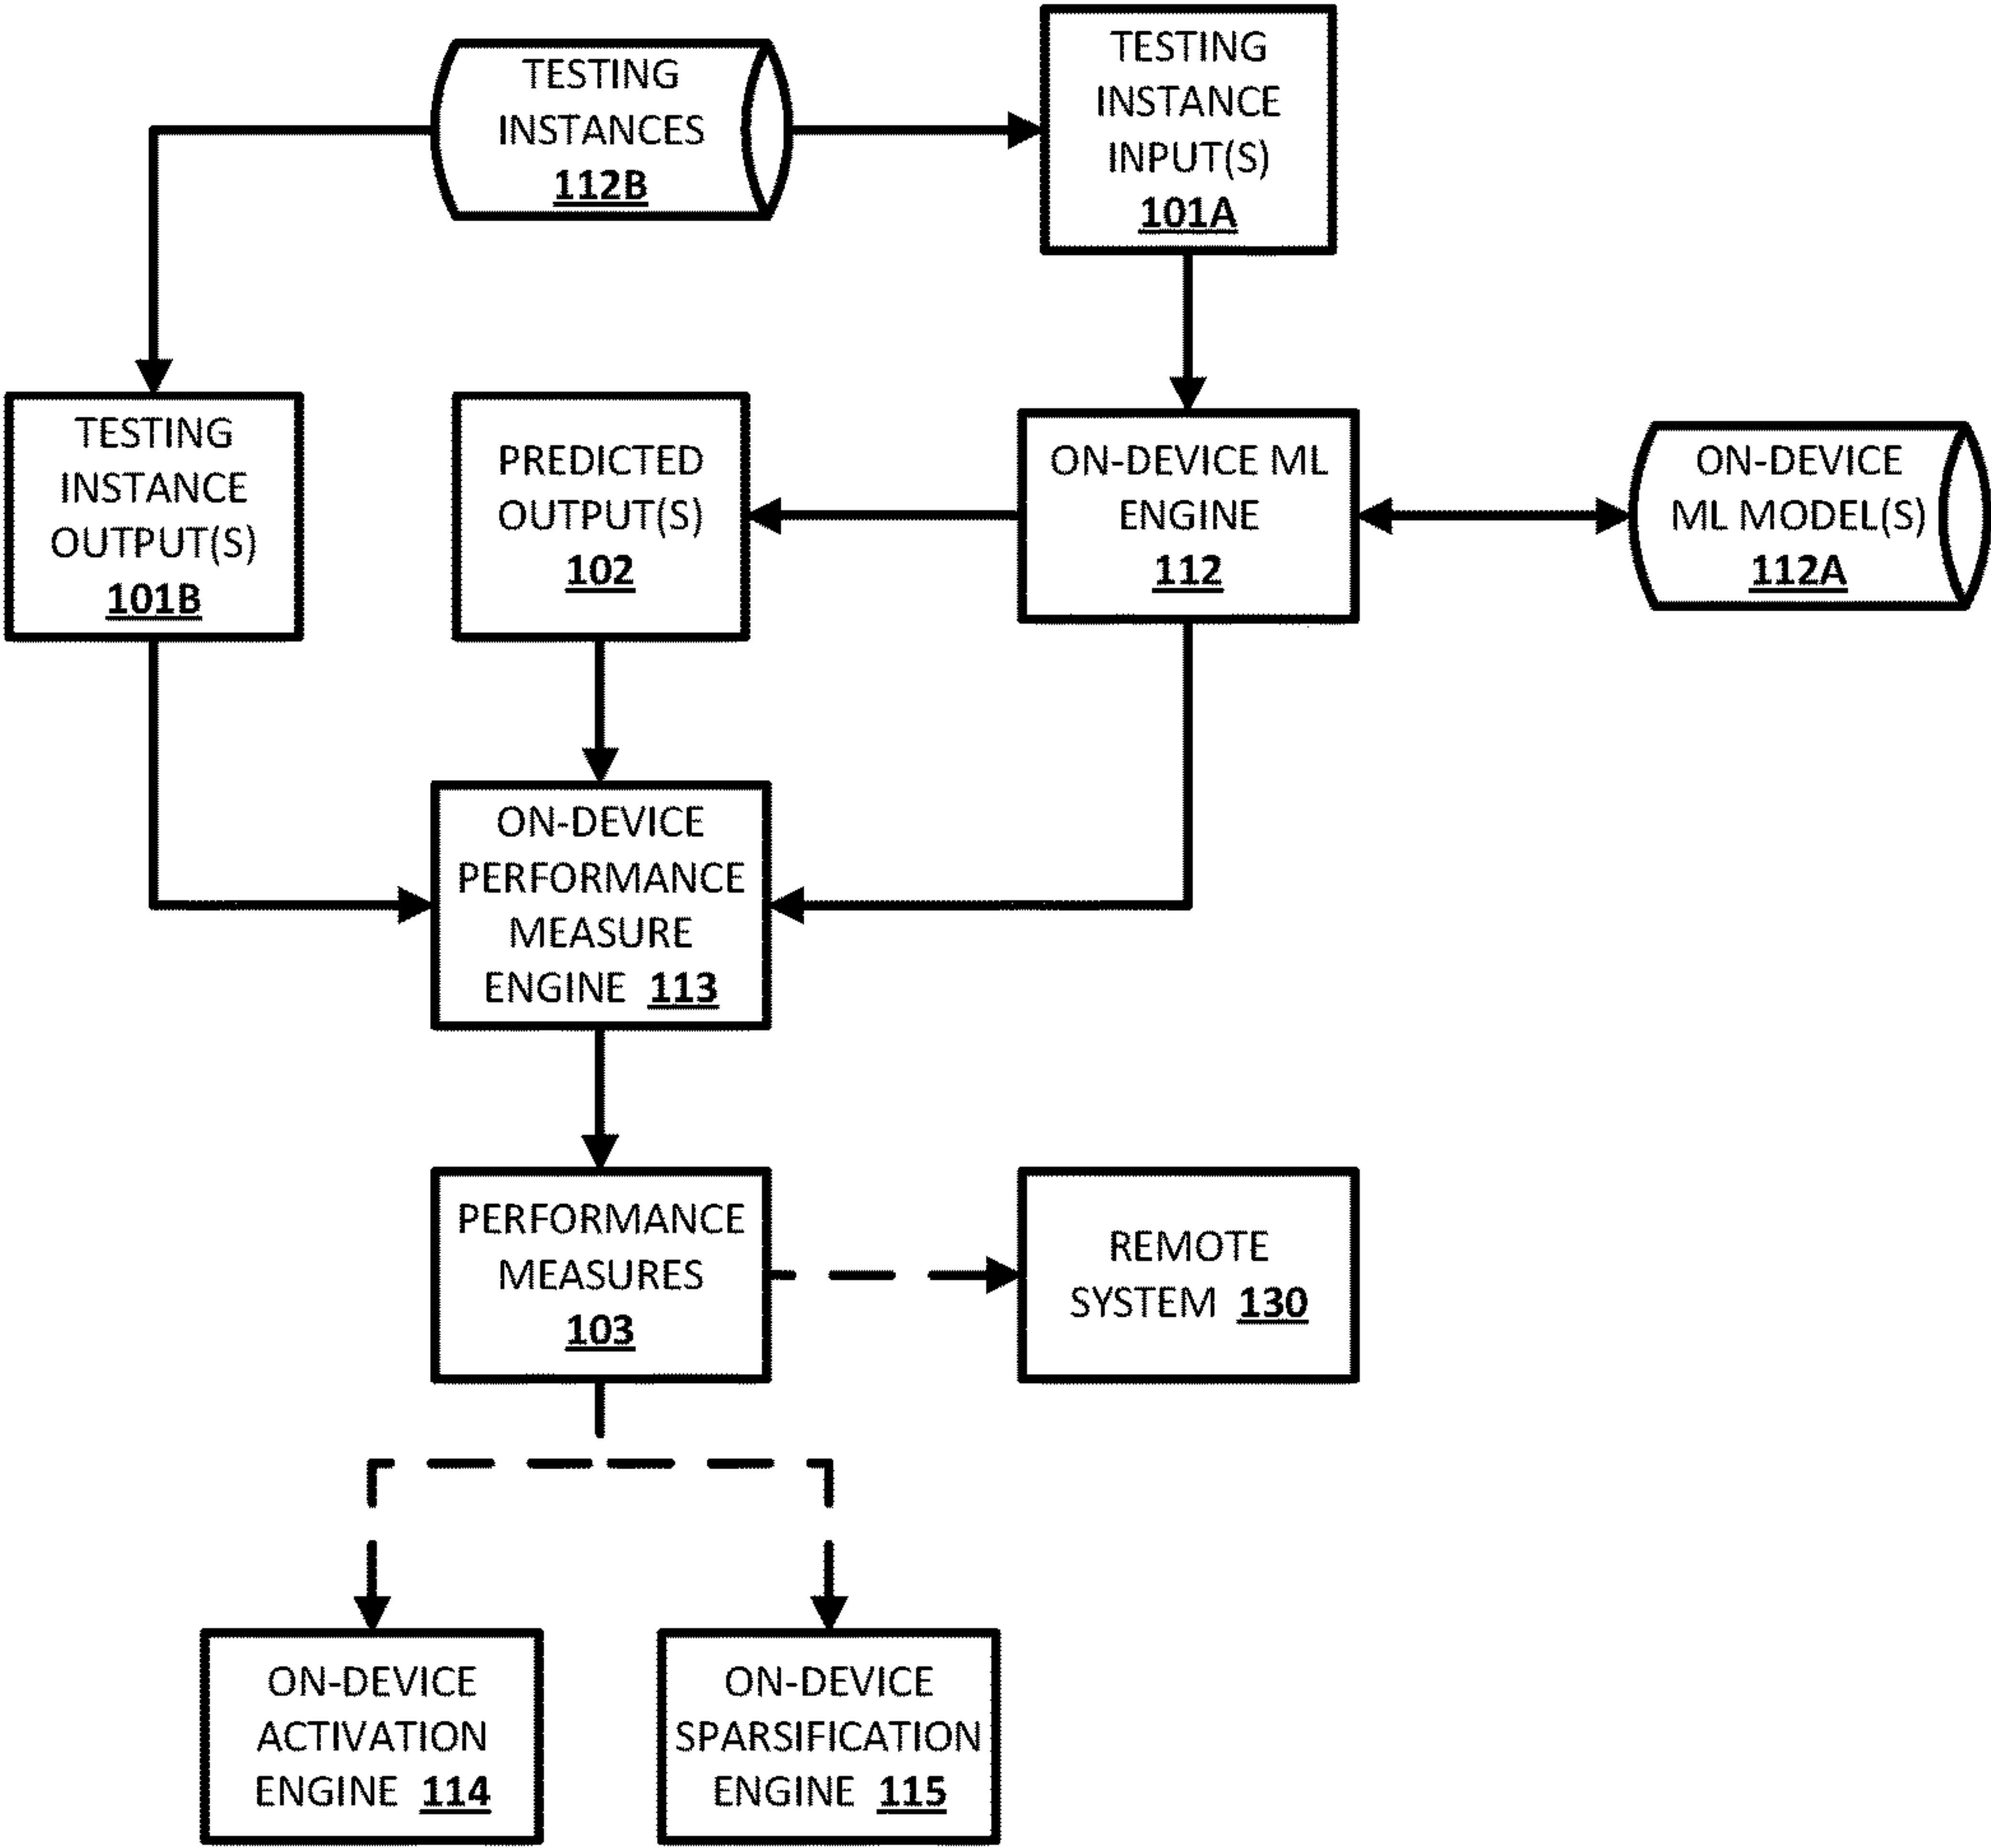 TESTING
INSTANCES
112B
TESTING
INSTANCE
INPUT(S)
101A
TESTING
INSTANCE
OUTPUT(S)
101B
PREDICTED
OUTPUT(S)
102
ON-DEVICE ML
ENGINE
112
ON-DEVICE
ML MODEL(S)
112A
ON-DEVICE
PERFORMANCE
MEASURE
ENGINE 113
PERFORMANCE
MEASURES
103
REMOTE
SYSTEM 130
ON-DEVICE
ACTIVATION
ENGINE 114
ON-DEVICE
SPARSIFICATION
ENGINE 115